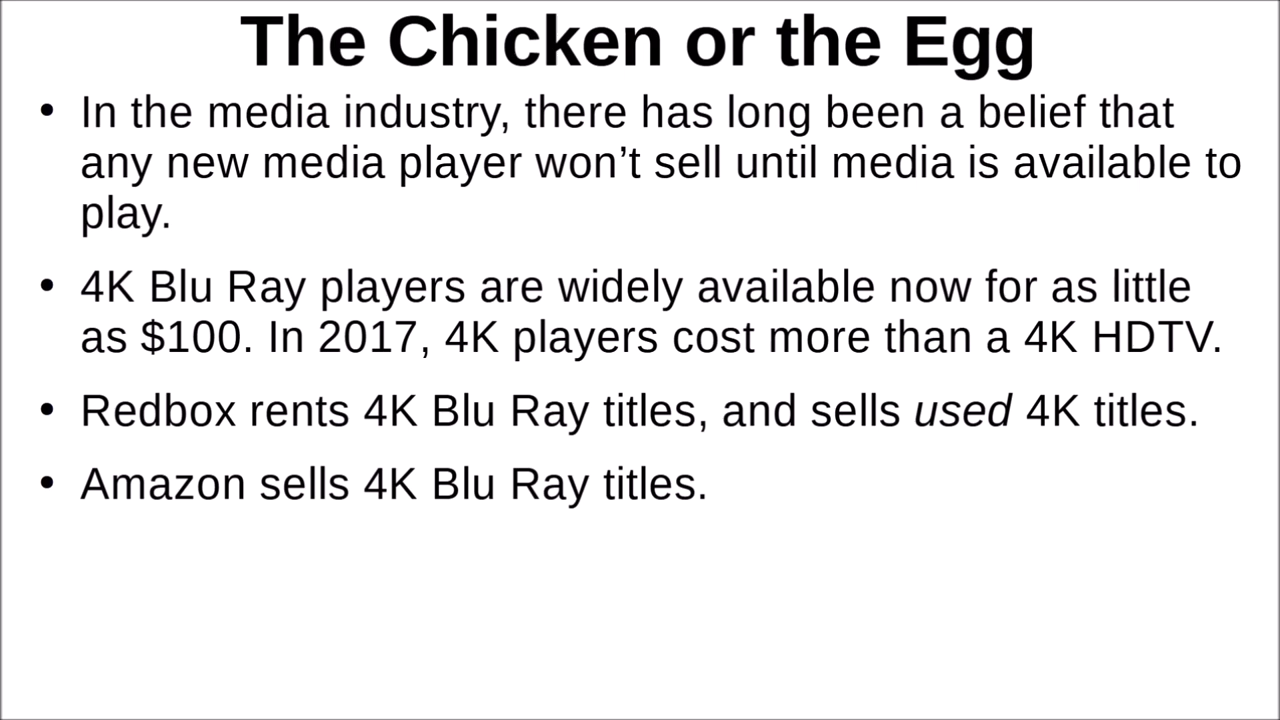 The Chicken or the Egg
• In the media industry, there has long been a belief that
any new media player won’t sell until media is available to
play.
• 4K Blu Ray players are widely available now for as little
as $100. In 2017, 4K players cost more than a 4K HDTV.
• Redbox rents 4K Blu Ray titles, and sells used 4K titles.
• Amazon sells 4K Blu Ray titles.